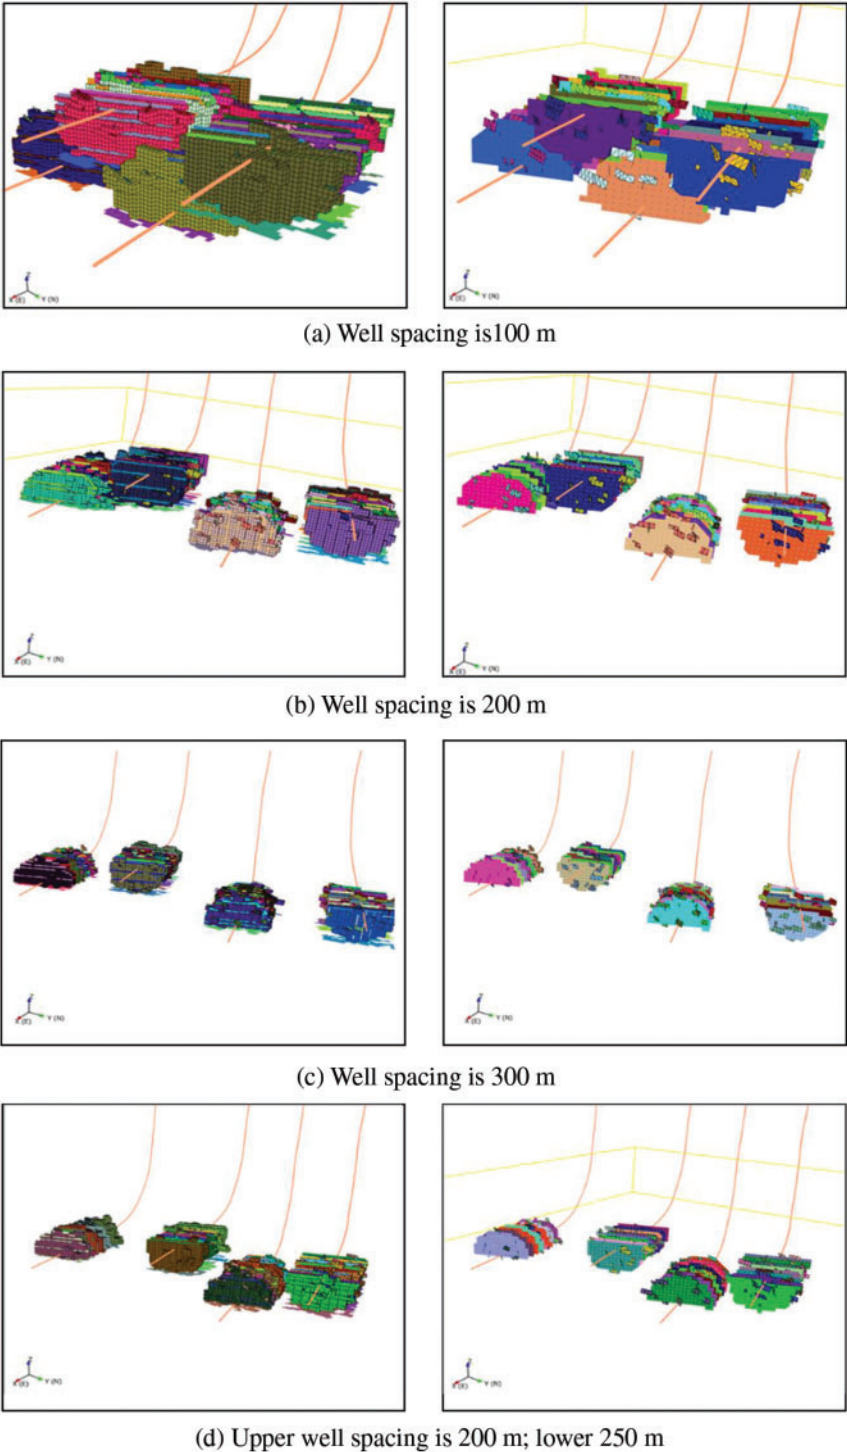 Z
X (E)
Y (N)
Z
X (E)
Y (N)
(a) Well spacing is100 m
Z
X (E)
Y (N)
Z
X (E)
Y (N)
(b) Well spacing is 200 m
Z
X (E)
Y (N)
Z
X (E)
Y (N)
(c) Well spacing is 300 m
Z
X (E)
Y (N)
Z
X (E)
Y (N)
(d) Upper well spacing is 200 m; lower 250 m